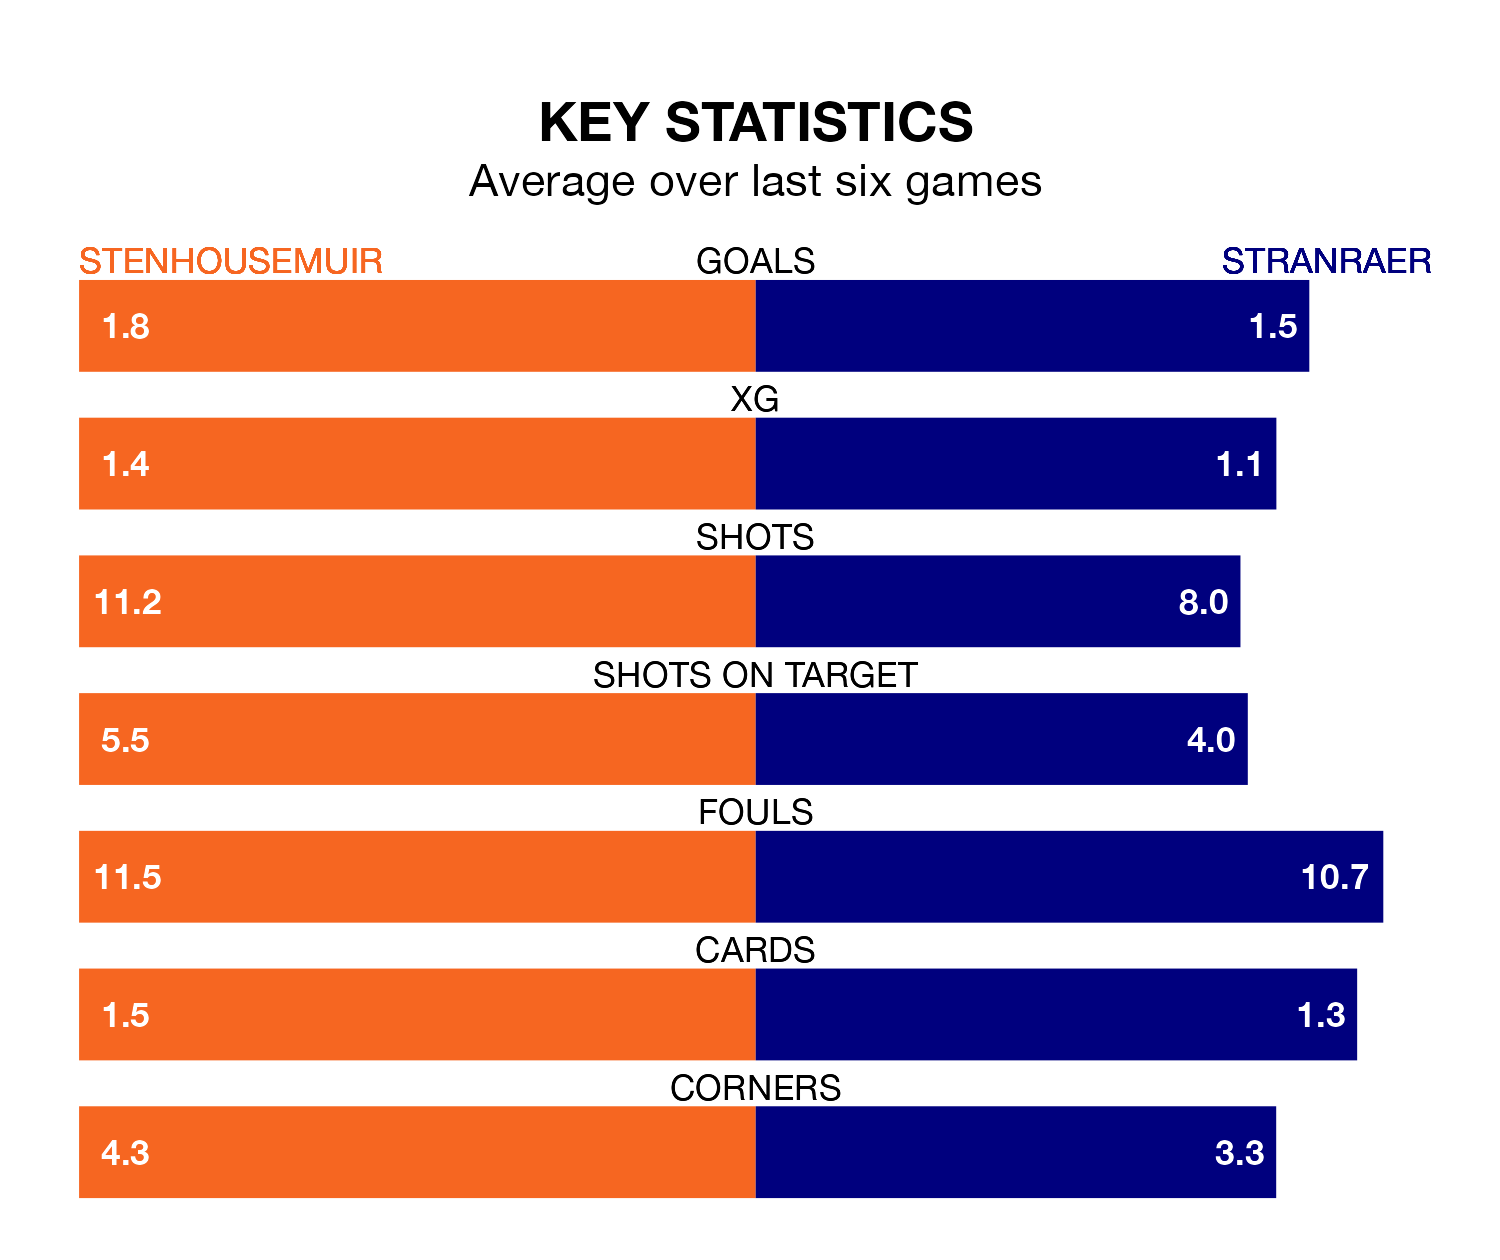 KEY STATISTICS
Average over last six games
STENHOUSEMUIR GOALS STRANRAER
1.8 1.5
XG
1.4 1.1
SHOTS
11.2 8.0
SHOTS ON TARGET
5.5 4.0
FOULS
11.5 10.7
CARDS
1.5 1.3
CORNERS
4.3 3.3